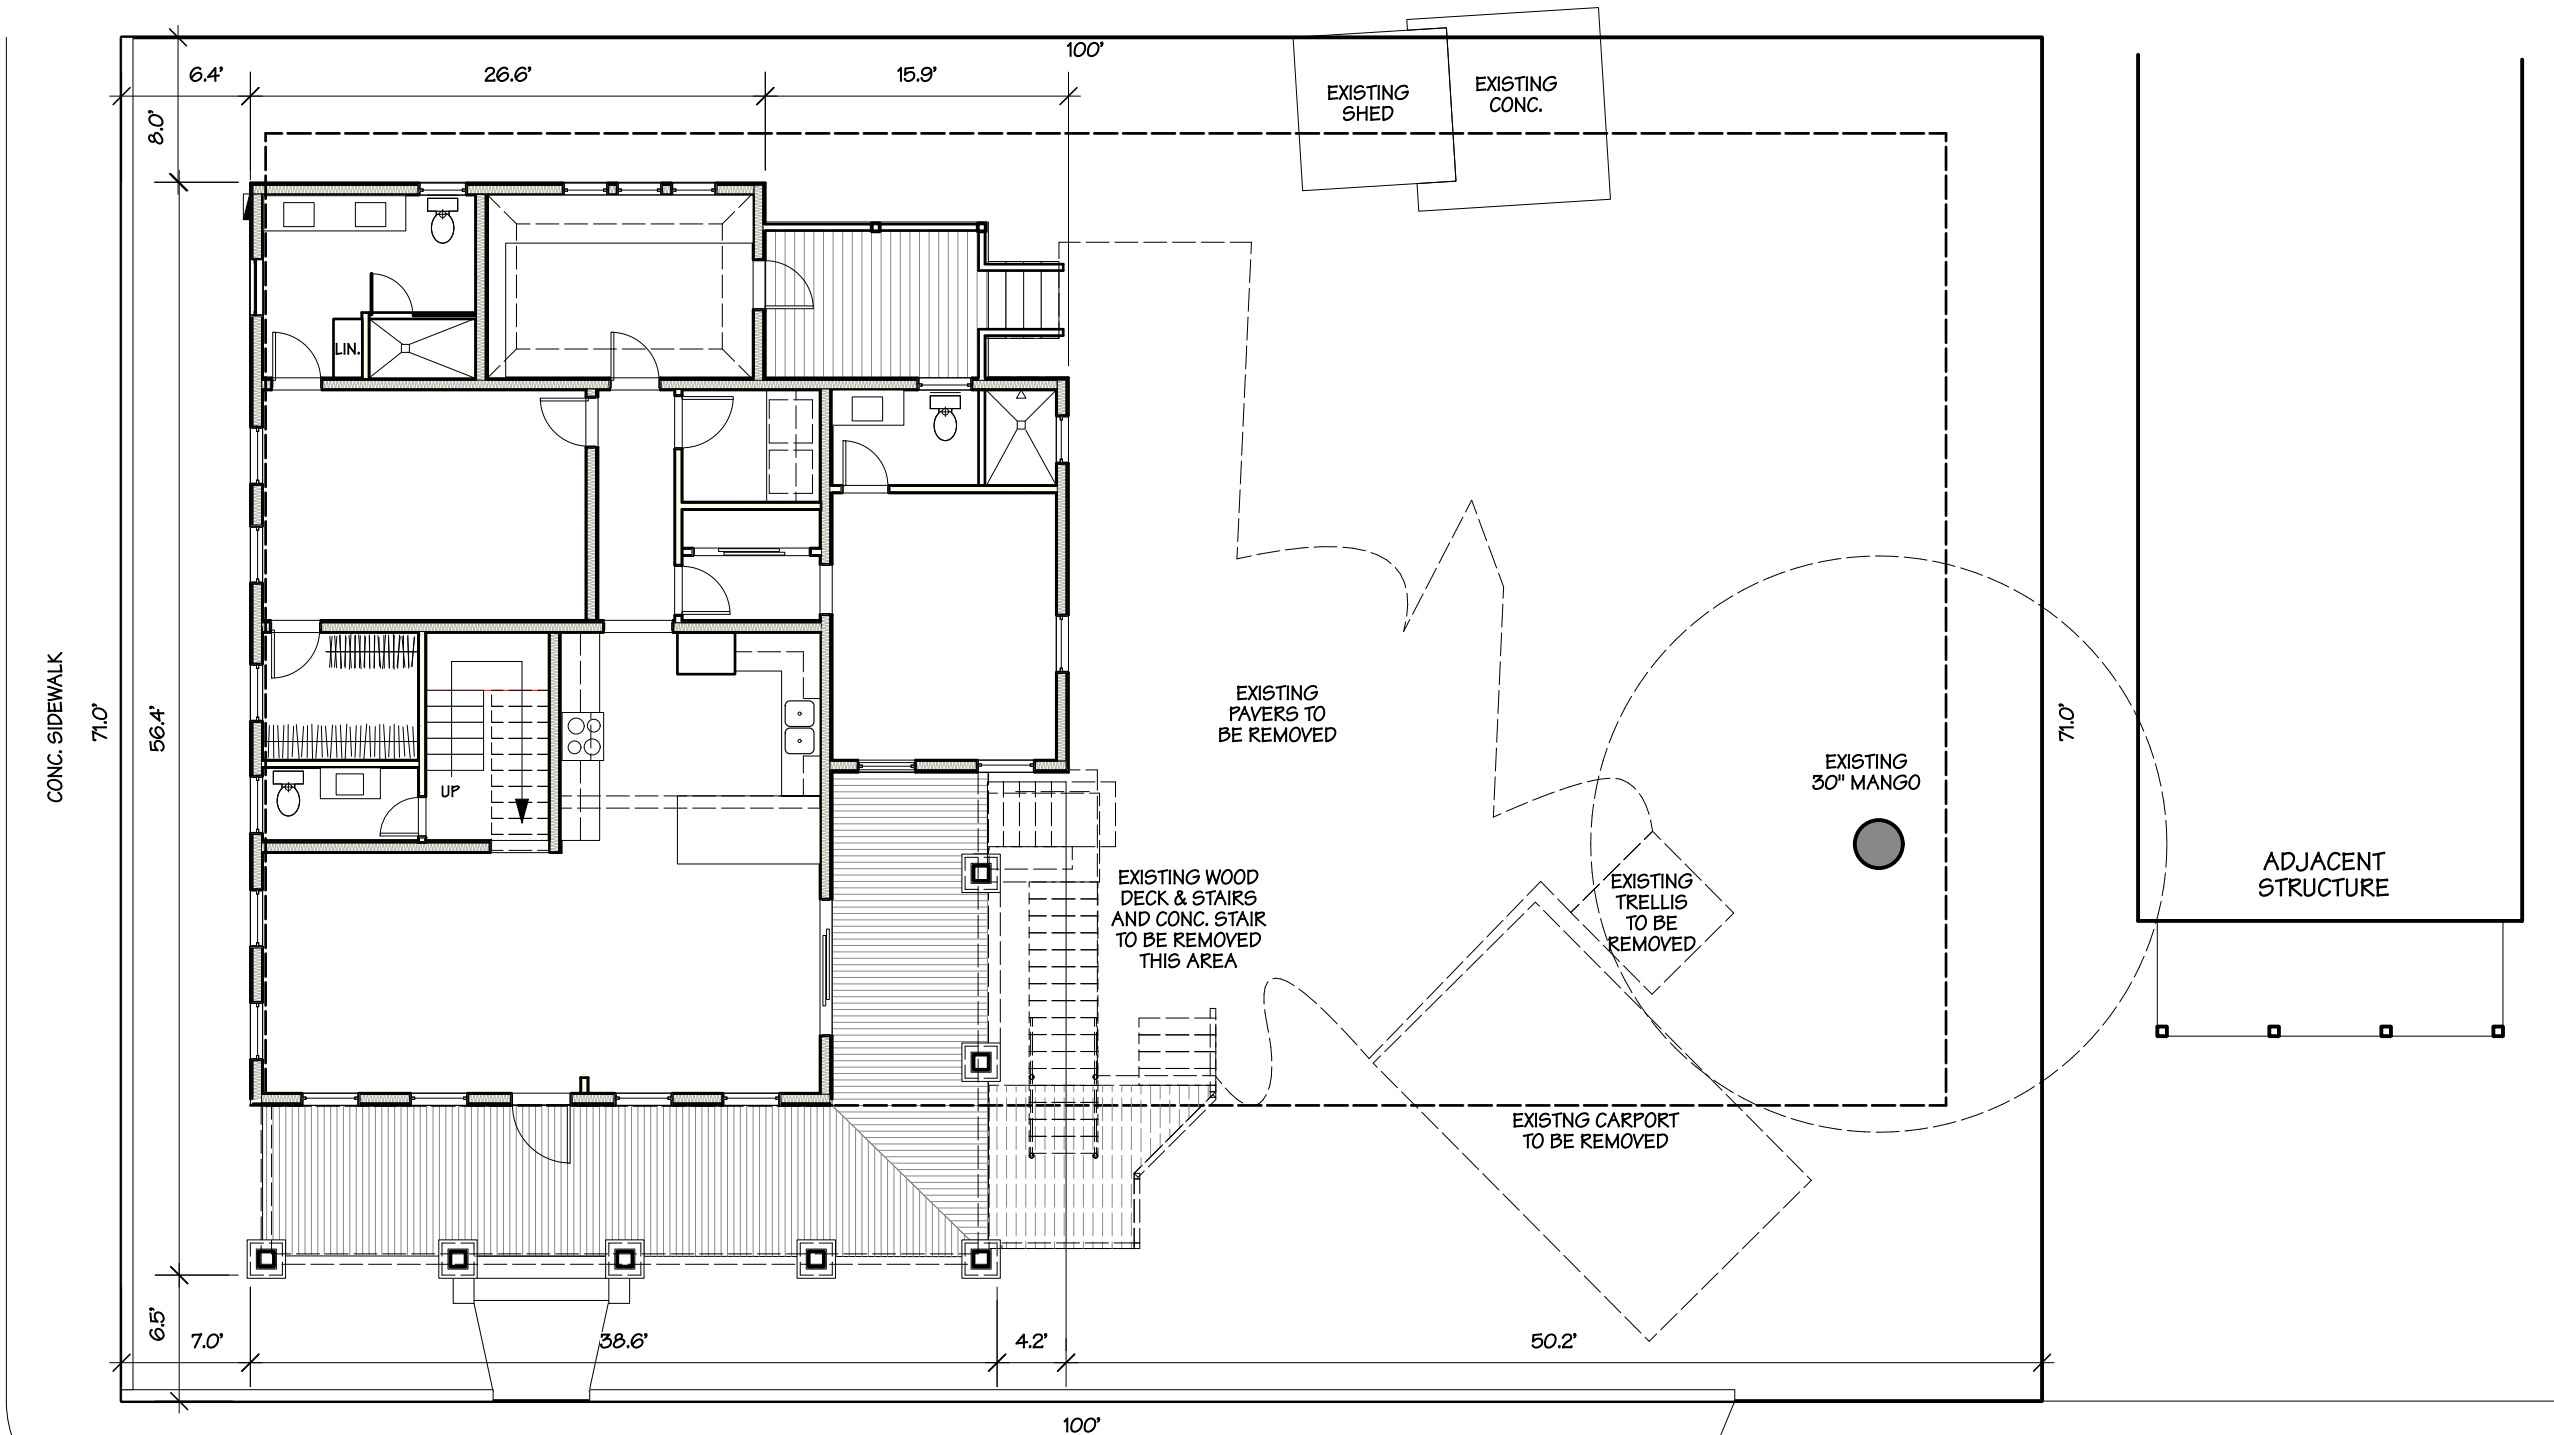 100'
6.4'
26.6'
15.9'
8.0'
EXISTING
SHED
EXISTING
CONC.
LIN.
CONC. SIDEWALK
71.0'
56.4'
UP
EXISTING
PAVERS TO
BE REMOVED
EXISTING
30" MANGO
71.0'
EXISTING WOOD
DECK & STAIRS
AND CONC. STAIR
TO BE REMOVED
THIS AREA
EXISTING
TRELLIS
TO BE
REMOVED
ADJACENT
STRUCTURE
EXISTNG CARPORT
TO BE REMOVED
6.5'
7.0'
38.6'
4.2'
50.2'
100'